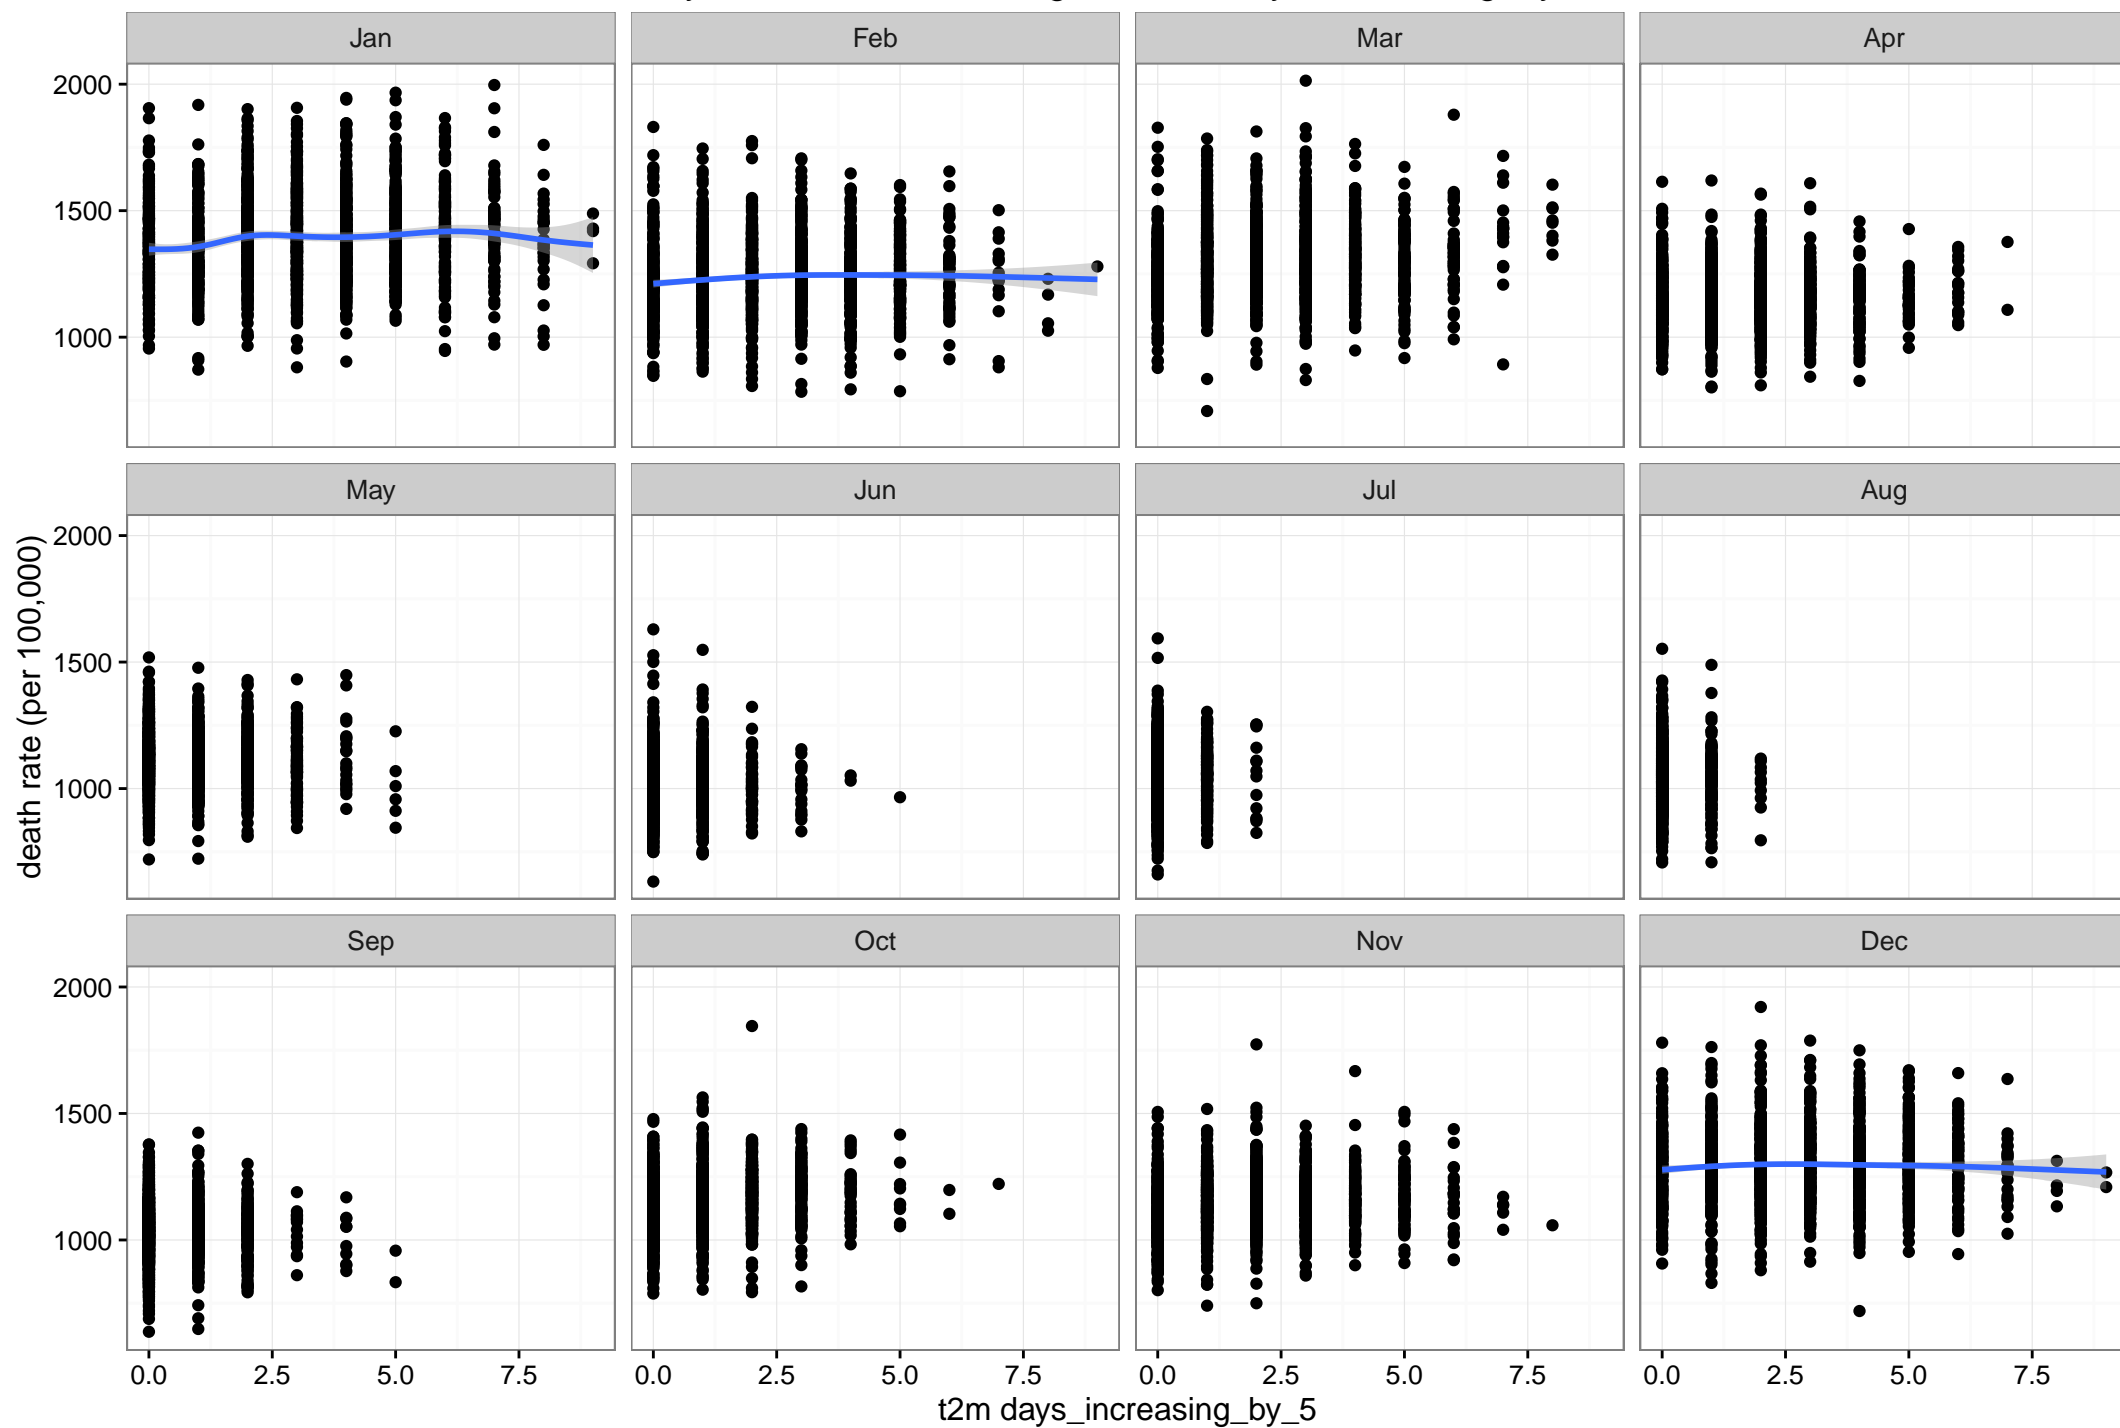 Jan Feb Mar Apr
2000
1500
1000
May Jun Jul Aug
2000
1500
1000
death rate (per 100,000)
Sep Oct Nov Dec
2000
1500
1000
0.0 2.5 5.0 7.5 0.0 2.5 5.0 7.5 0.0 2.5 5.0 7.5 0.0 2.5 5.0 7.5
t2m days_increasing_by_5